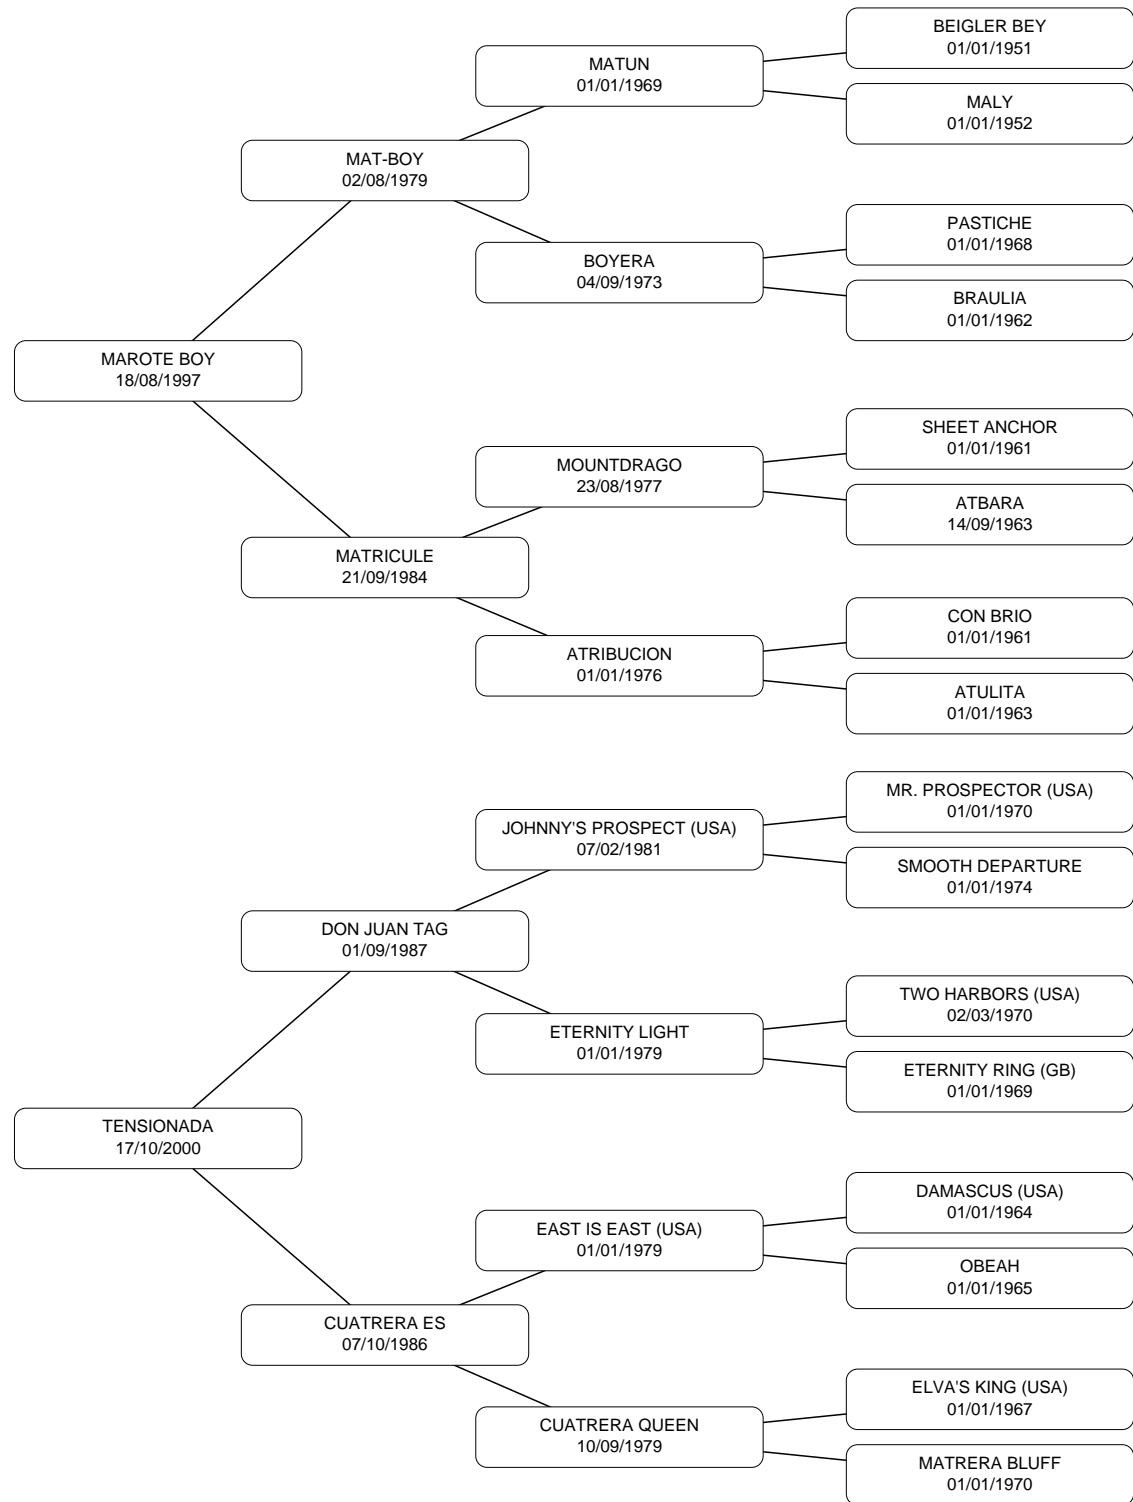 BEIGLER BEY
01/01/1951
MATUN
01/01/1969
MALY
01/01/1952
MAT-BOY
02/08/1979
PASTICHE
01/01/1968
BOYERA
04/09/1973
BRAULIA
01/01/1962
MAROTE BOY
18/08/1997
SHEET ANCHOR
01/01/1961
MOUNTDRAGO
23/08/1977
ATBARA
14/09/1963
MATRICULE
21/09/1984
CON BRIO
01/01/1961
ATRIBUCION
01/01/1976
ATULITA
01/01/1963
MR. PROSPECTOR (USA)
01/01/1970
JOHNNY'S PROSPECT (USA)
07/02/1981
SMOOTH DEPARTURE
01/01/1974
DON JUAN TAG
01/09/1987
TWO HARBORS (USA)
02/03/1970
ETERNITY LIGHT
01/01/1979
ETERNITY RING (GB)
01/01/1969
TENSIONADA
17/10/2000
DAMASCUS (USA)
01/01/1964
EAST IS EAST (USA)
01/01/1979
OBEAH
01/01/1965
CUATRERA ES
07/10/1986
ELVA'S KING (USA)
01/01/1967
CUATRERA QUEEN
10/09/1979
MATRERA BLUFF
01/01/1970